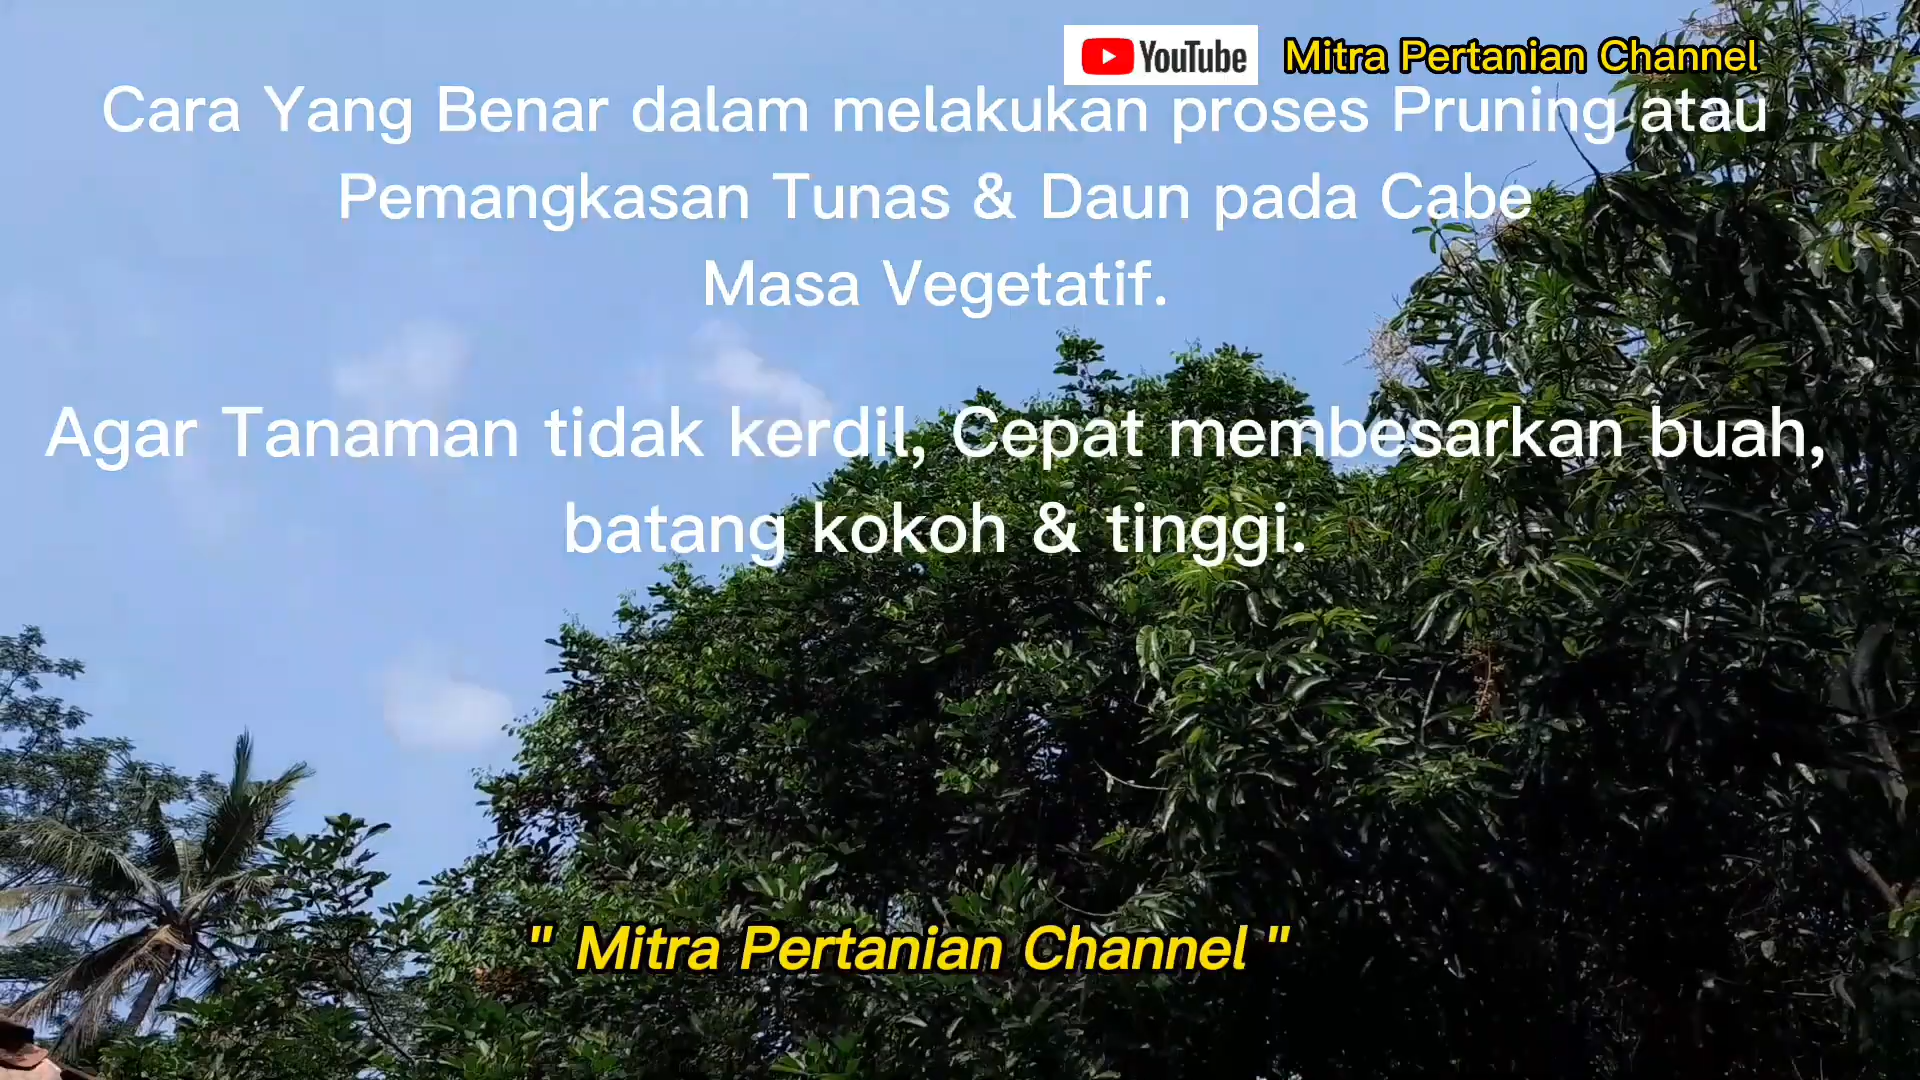 YouTube Mitra Pertanian Channel
Cara Yang Benar dalam melakukan proses Pruning atau
Pemangkasan Tunas & Daun pada Cabe
Masa Vegetatif.
Agar Tanaman tidak kerdil, Cepat membesarkan buah,
batang kokoh & tinggi.
" Mitra Pertanian Channel "